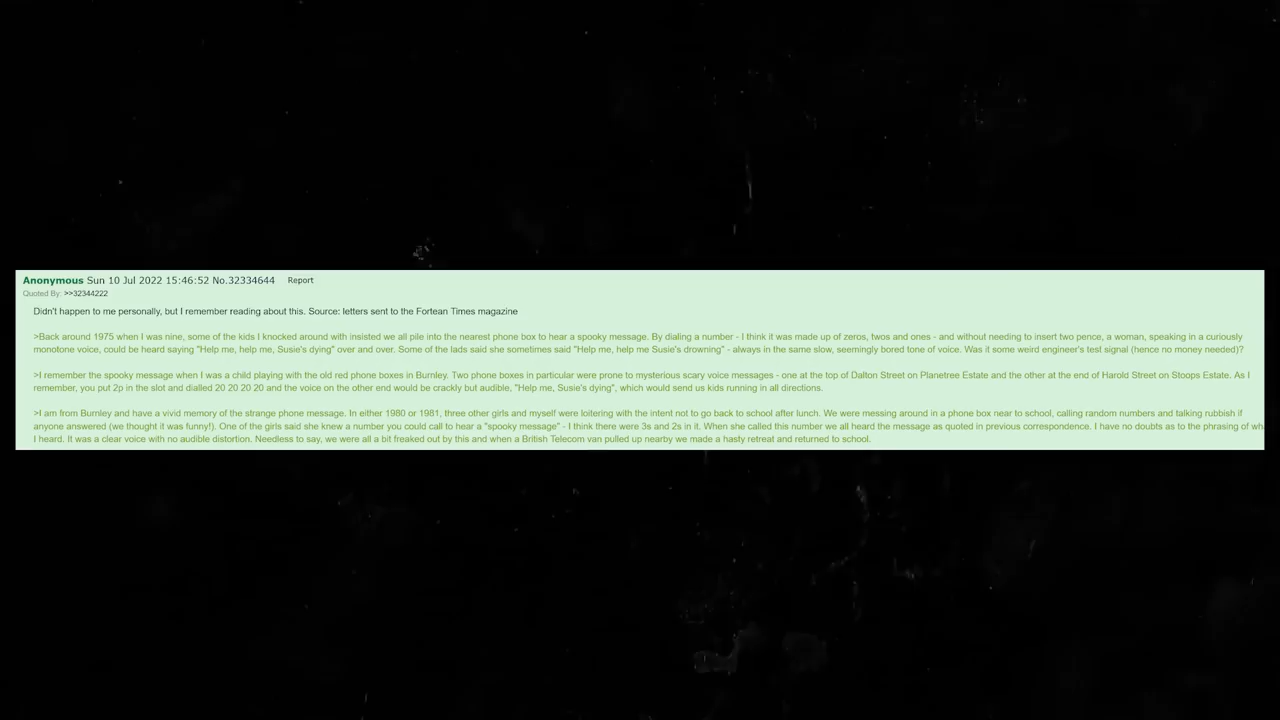 Anonymous Sun 10 Jul 2022 15:46:52 No.32334644 Report
Quoted By: >>32344222
Didn't happen to me personally, but I remember reading about this. Source: letters sent to the Fortean Times magazine
>Back around 1975 when I was nine, some of the kids I knocked around with insisted we all pile into the nearest phone box to hear a spooky message. By dialing a number - I think it was made up of zeros, twos and ones - and without needing to insert two pence, a woman, speaking in a curiously
monotone voice, could be heard saying "Help me, help me, Susie's dying" over and over. Some of the lads said she sometimes said "Help me, help me Susie's drowning" - always in the same slow, seemingly bored tone of voice. Was it some weird engineer's test signal (hence no money needed)?
>I remember the spooky message when I was a child playing with the old red phone boxes in Burnley. Two phone boxes in particular were prone to mysterious scary voice messages - one at the top of Dalton Street on Planetree Estate and the other at the end of Harold Street on Stoops Estate. As I
remember, you put 2p in the slot and dialled 20 20 20 20 and the voice on the other end would be crackly but audible, "Help me, Susie's dying", which would send us kids running in all directions.
>I am from Burnley and have a vivid memory of the strange phone message. In either 1980 or 1981, three other girls and myself were loitering with the intent not to go back to school after lunch. We were messing around in a phone box near to school, calling random numbers and talking rubbish if
anyone answered (we thought it was funny!). One of the girls said she knew a number you could call to hear a "spooky message" - I think there were 3s and 2s in it. When she called this number we all heard the message as quoted in previous correspondence. I have no doubts as to the phrasing of wh
I heard. It was a clear voice with no audible distortion. Needless to say, we were all a bit freaked out by this and when a British Telecom van pulled up nearby we made a hasty retreat and returned to school.